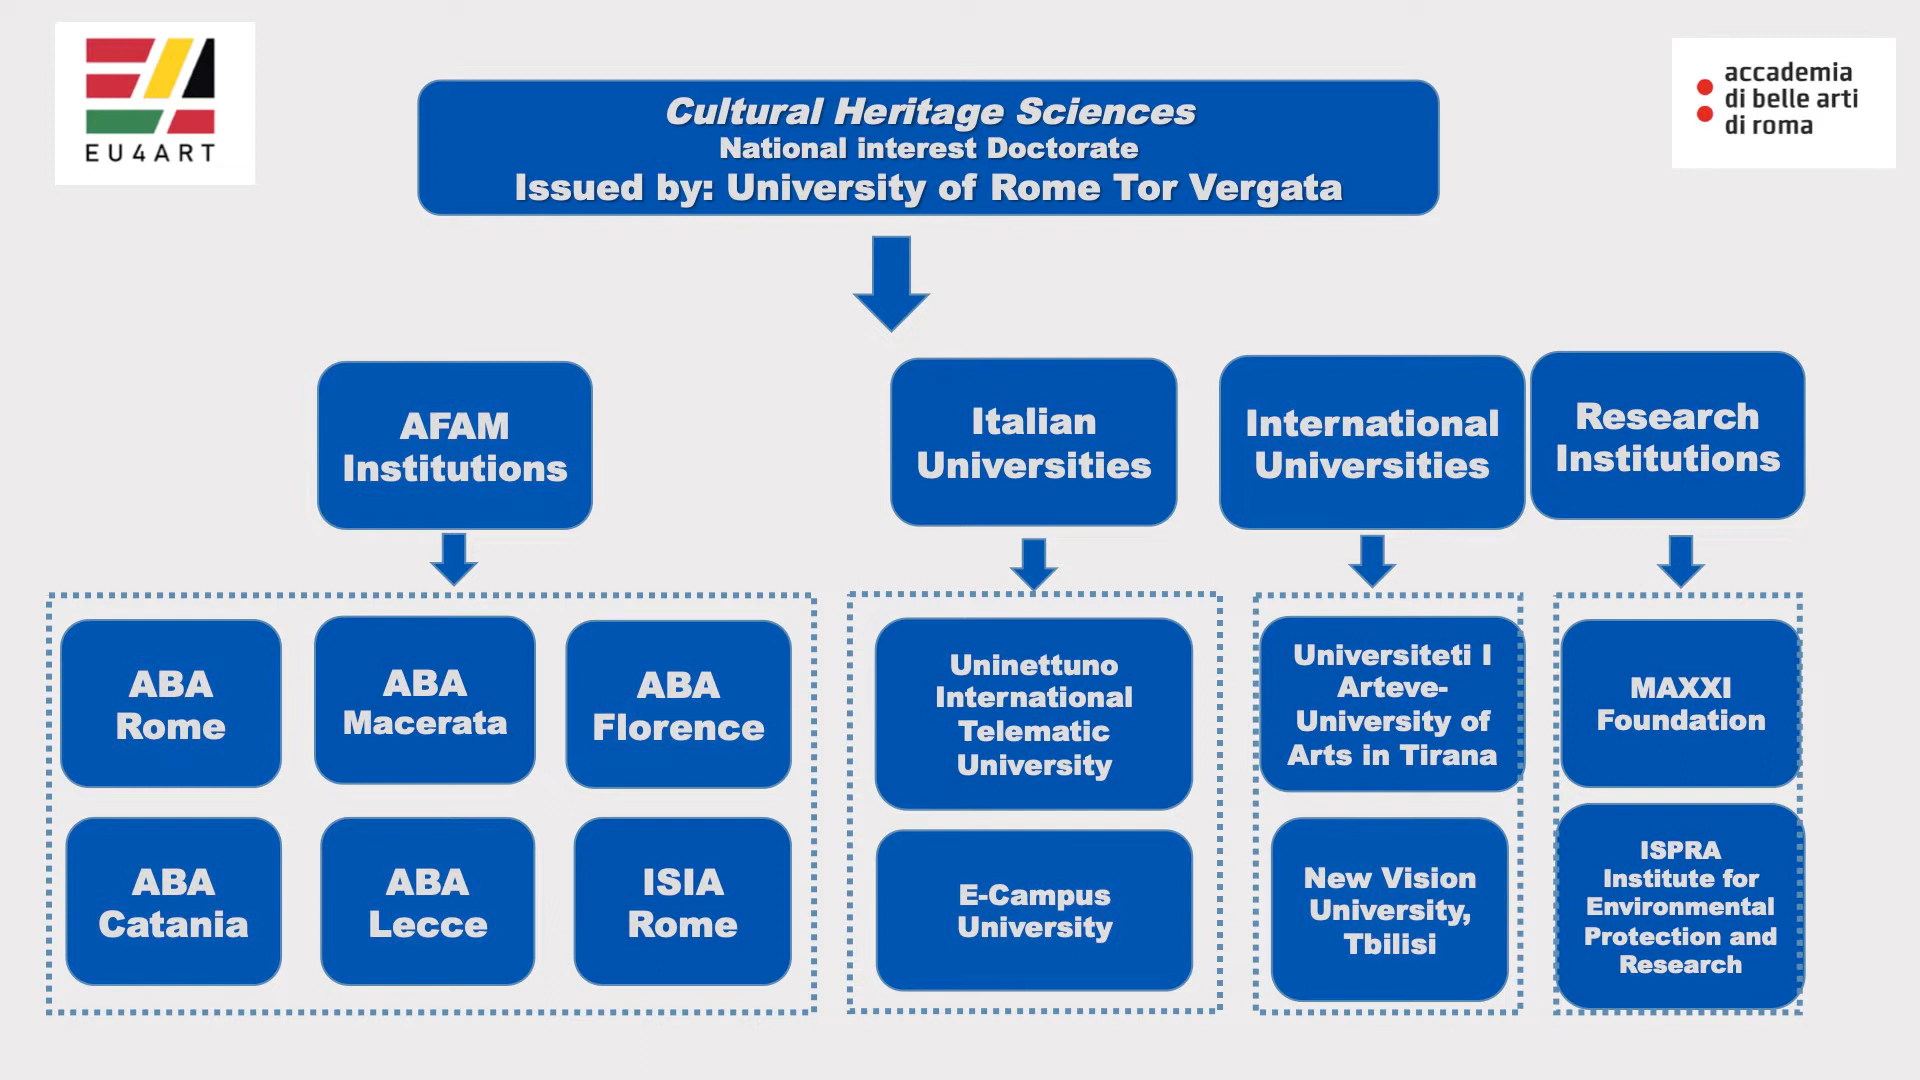 EU4ART
accademia
di belle arti
di roma
Cultural Heritage Sciences
National interest Doctorate
Issued by: University of Rome Tor Vergata
AFAM
Institutions
Italian
Universities
International
Universities
Research
Institutions
ABA
Rome
ABA
Macerata
ABA
Florence
ABA
Catania
ABA
Lecce
ISIA
Rome
Uninettuno
International
Telematic
University
E-Campus
University
Universiteti I
Arteve-
University of
Arts in Tirana
New Vision
University,
Tbilisi
MAXXI
Foundation
ISPRA
Institute for
Environmental
Protection and
Research